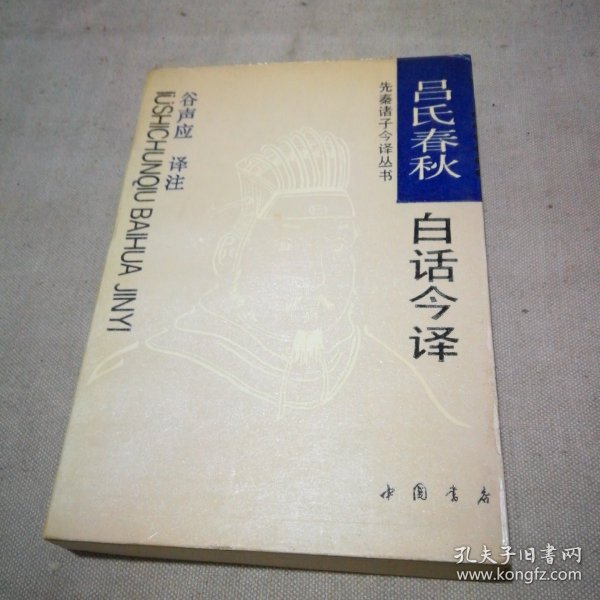 吕氏春秋
白话今译
先秦诸子今译丛书
谷声应 译注
LÜSHICHUNQIU BAIHUA JINYI
中国书店
孔夫子旧书网
www.kongfz.com